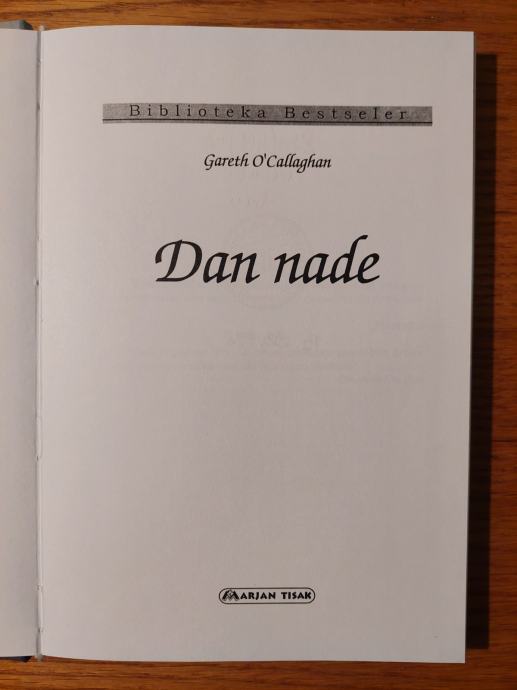 Biblioteka Bestseler
Gareth O'Callaghan
Dan nade
MARJAN TISAK